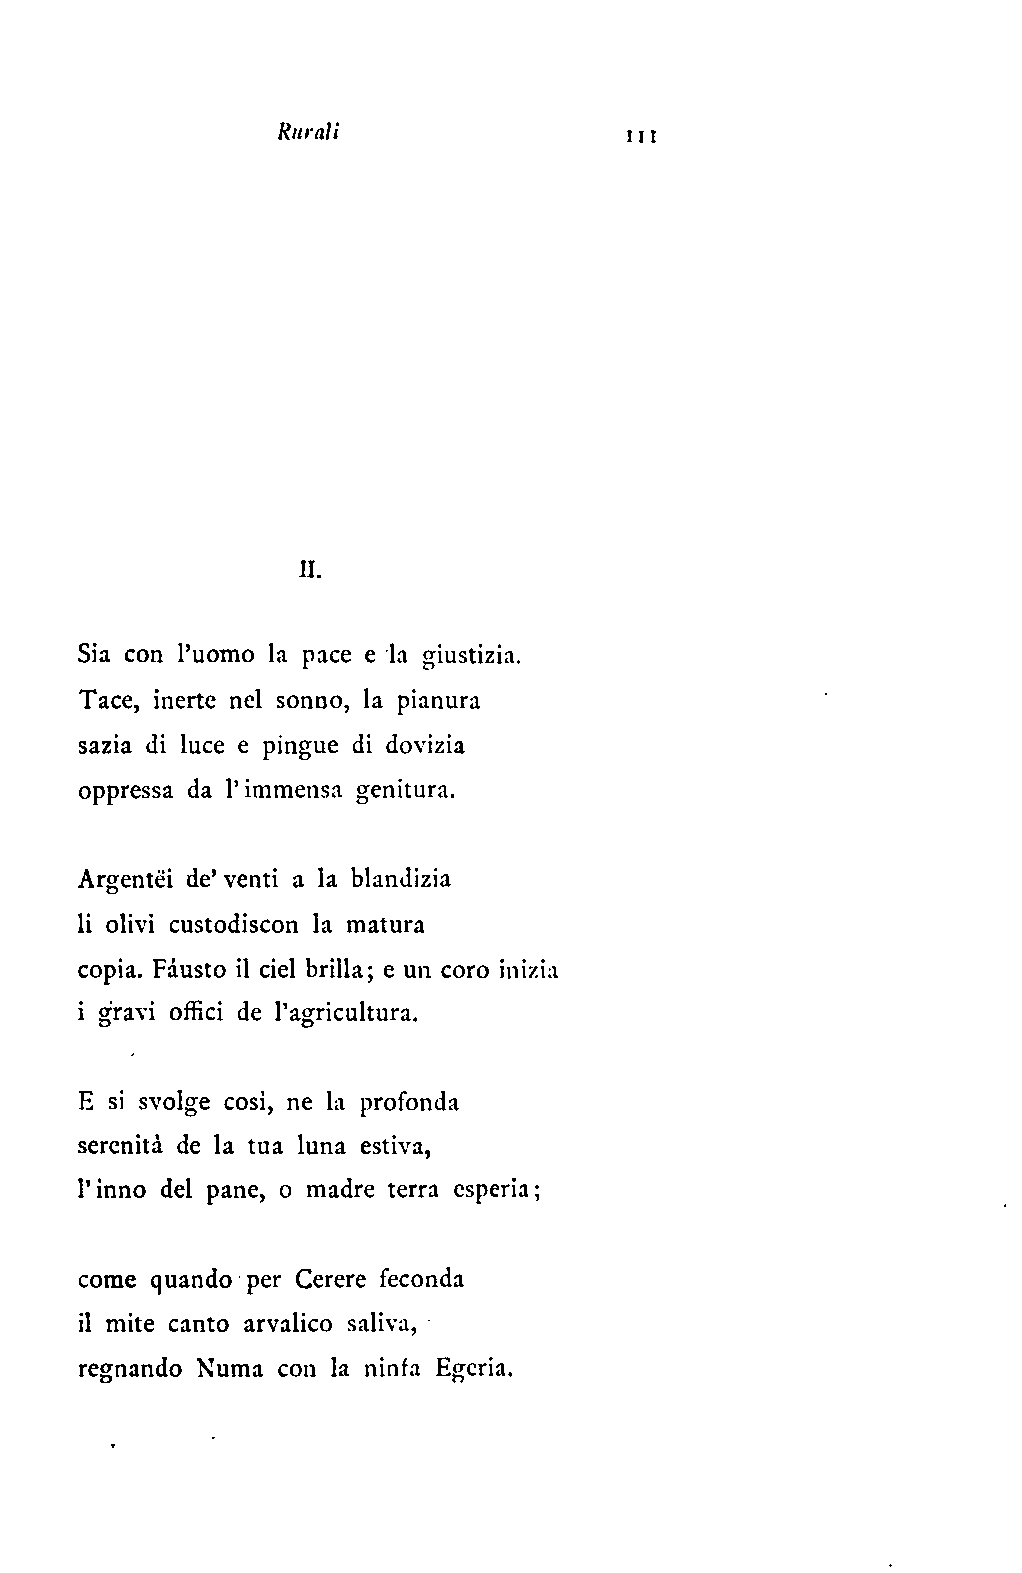 Rurali 111
II.
Sia con l'uomo la pace e la giustizia.
Tace, inerte nel sonno, la pianura
sazia di luce e pingue di dovizia
oppressa da l'immensa genitura.
Argentëi de' venti a la blandizia
li olivi custodiscon la matura
copia. Fáusto il ciel brilla; e un coro inizia
i gravi offici de l'agricultura.
E si svolge così, ne la profonda
serenità de la tua luna estiva,
l'inno del pane, o madre terra esperia;
come quando per Cerere feconda
il mite canto arvalico saliva,
regnando Numa con la ninfa Egeria.